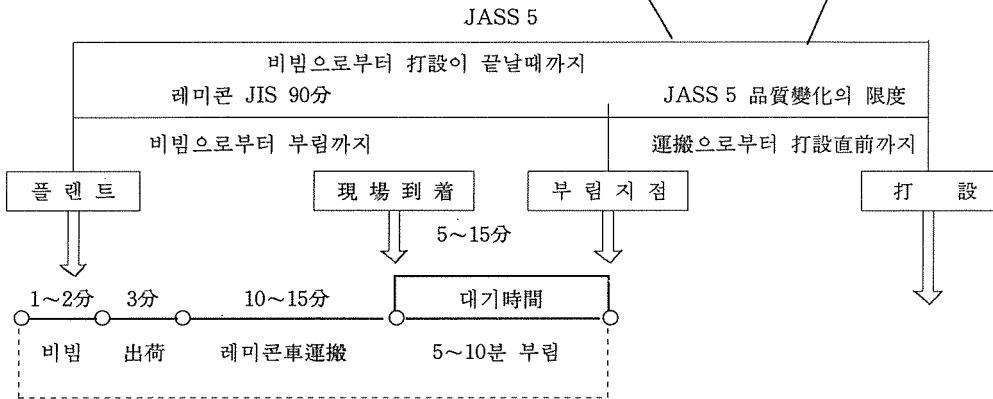 JASS 5
비빔으로부터 打設이 끝날때까지
레미콘 JIS 90分 JASS 5 品質變化의 限度
비빔으로부터 부림까지 運搬으로부터 打設直前까지
플 랜 트 現 場 到 着 부 림 지 점 打 設
5~15分
1~2分 3分 10~15分 대기時間
비빔 出荷 레미콘車運搬 5~10분 부림